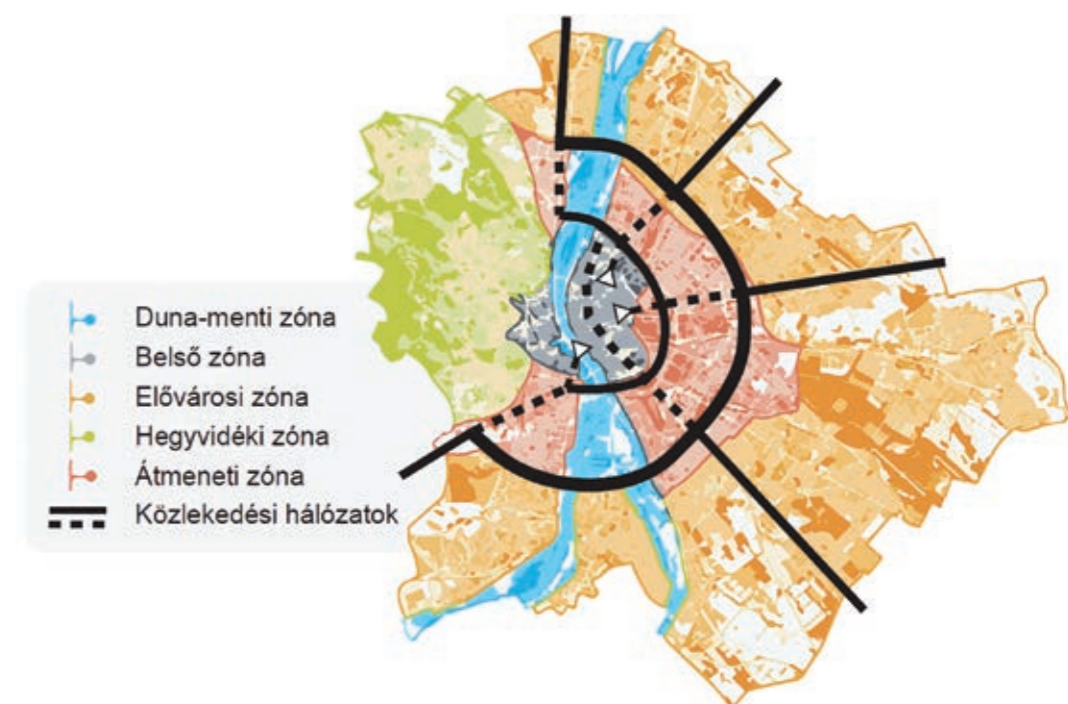 Duna-menti zóna
Belső zóna
Elővárosi zóna
Hegyvidéki zóna
Átmeneti zóna
Közlekedési hálózatok